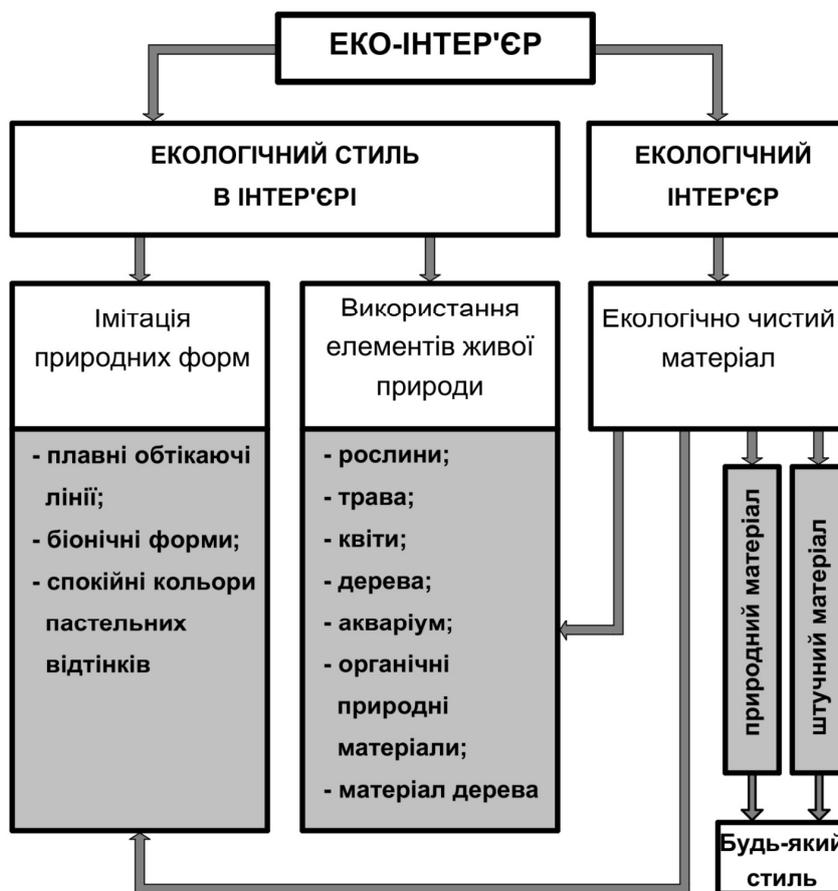 ЕКО-ІНТЕР'ЄР
ЕКОЛОГІЧНИЙ СТИЛЬ
В ІНТЕР'ЄРІ
ЕКОЛОГІЧНИЙ
ІНТЕР'ЄР
Імітація
природних форм
- плавні обтікаючі
лінії;
- біонічні форми;
- спокійні кольори
пастельних
відтінків
Використання
елементів живої
природи
- рослини;
- трава;
- квіти;
- дерева;
- акваріум;
- органічні
природні
матеріали;
- матеріал дерева
Екологічно чистий
матеріал
природний матеріал
штучний матеріал
Будь-який
стиль